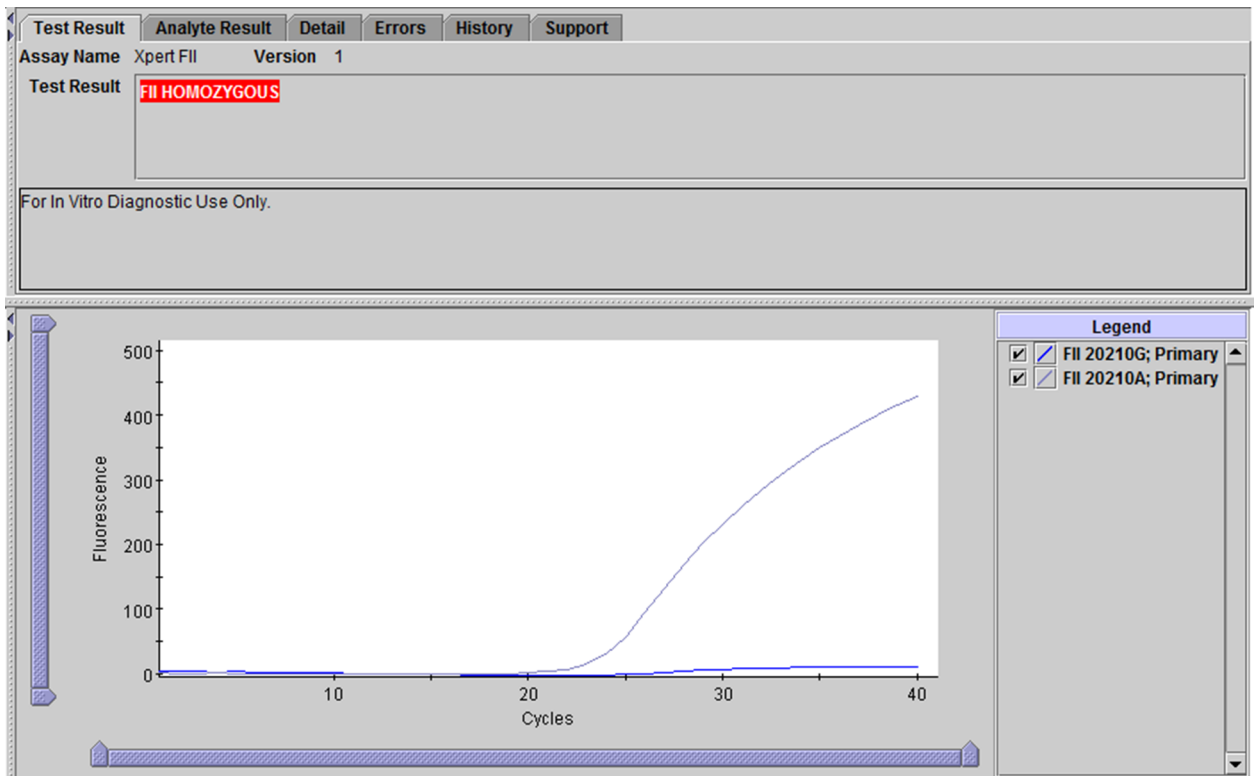 Test Result Analyte Result Detail Errors History Support
Assay Name Xpert FII Version 1
Test Result FII HOMOZYGOUS
For In Vitro Diagnostic Use Only.
Legend
FII 20210G; Primary
FII 20210A; Primary
500
400
300
200
100
0
Fluorescence
10 20 30 40
Cycles